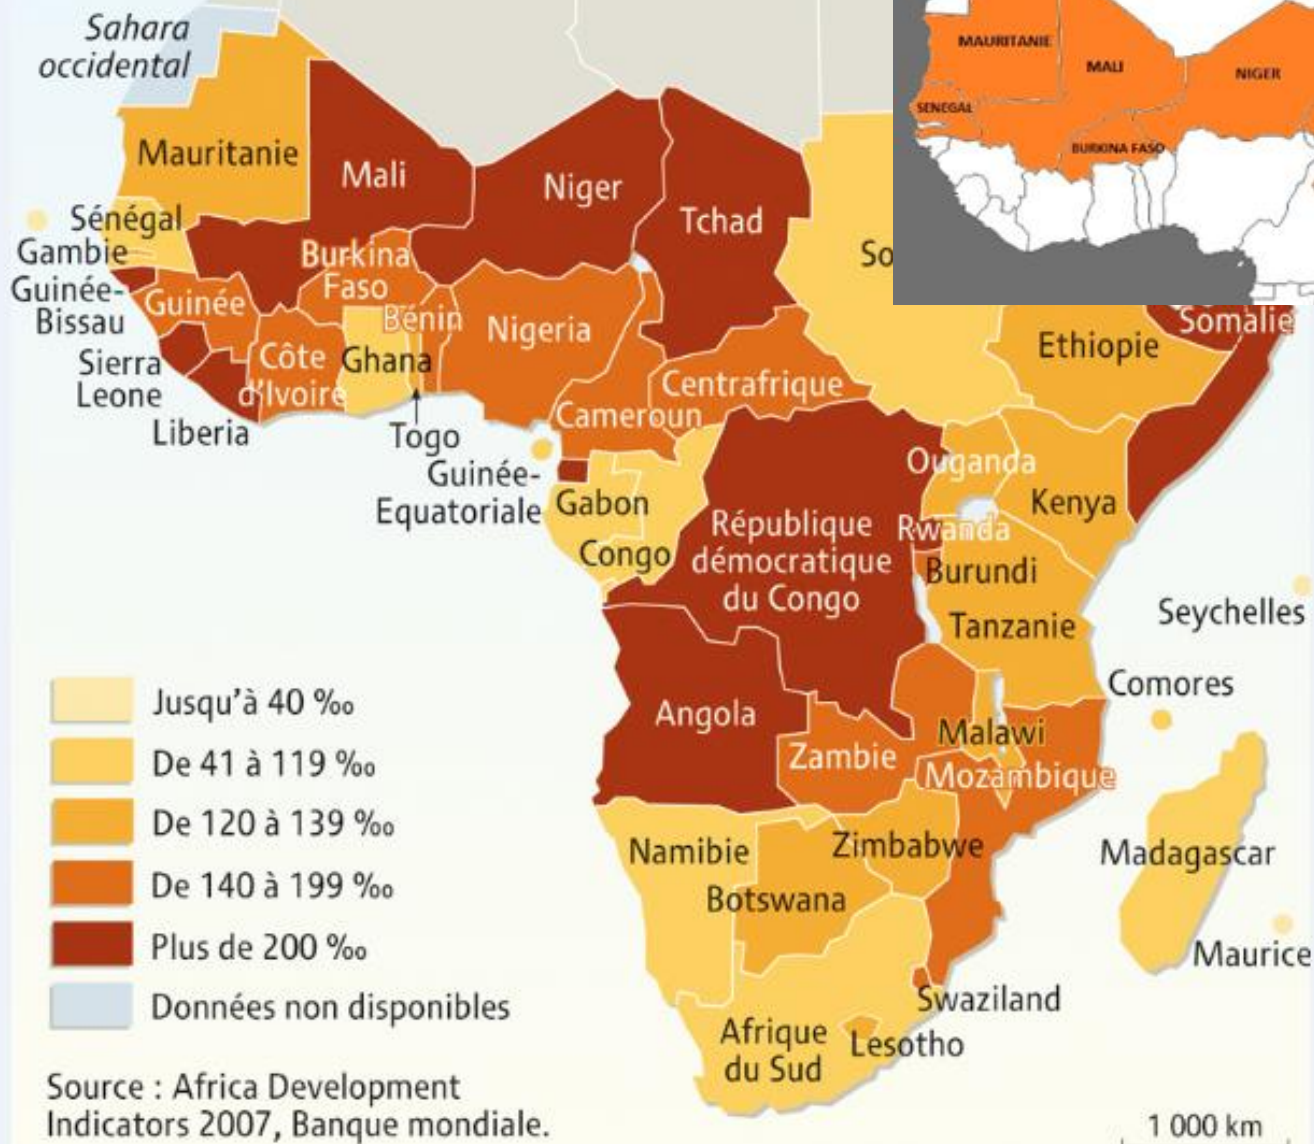 Sahara
occidental
Mauritanie
Mali
Niger
Tchad
So
Sénégal
Gambie
Guinée-
Bissau
Guinée
Burkina
Faso
Bénin
Nigeria
Sierra
Leone
Côte
d'Ivoire
Ghana
Liberia
Togo
Centrafrique
Cameroun
Guinée-
Equatoriale
Gabon
Congo
République
démocratique
du Congo
Ethiopie
Somalie
Ouganda
Kenya
Rwanda
Burundi
Tanzanie
Seychelles
Comores
Angola
Zambie
Malawi
Mozambique
Namibie
Zimbabwe
Botswana
Madagascar
Maurice
Swaziland
Lesotho
Afrique
du Sud
MAURITANIE
MALI
NIGER
SENEGAL
BURKINA FASO
Jusqu'à 40 ‰
De 41 à 119 ‰
De 120 à 139 ‰
De 140 à 199 ‰
Plus de 200 ‰
Données non disponibles
Source : Africa Development
Indicators 2007, Banque mondiale.
1 000 km